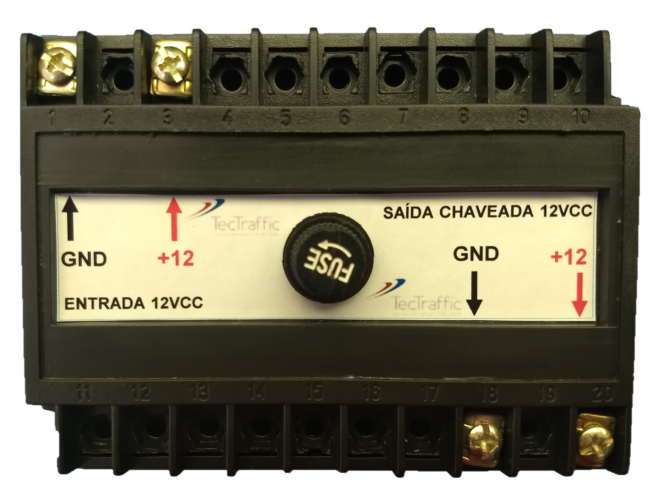 1 2 3 4 5 6 7 8 9 10
TecTraffic
SAÍDA CHAVEADA 12VCC
GND +12
FUSE
GND +12
ENTRADA 12VCC
TecTraffic
11 12 13 14 15 16 17 18 19 20